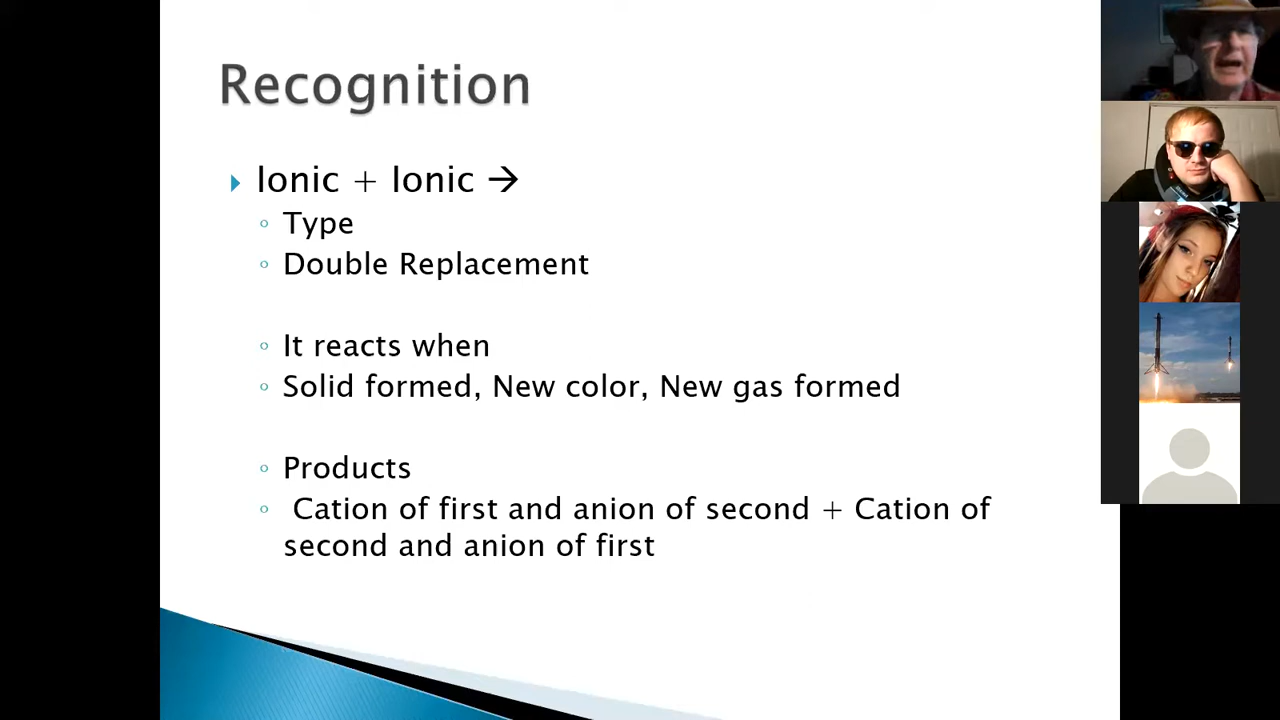 Recognition
Ionic + Ionic →
Type
Double Replacement
It reacts when
Solid formed, New color, New gas formed
Products
Cation of first and anion of second + Cation of
second and anion of first